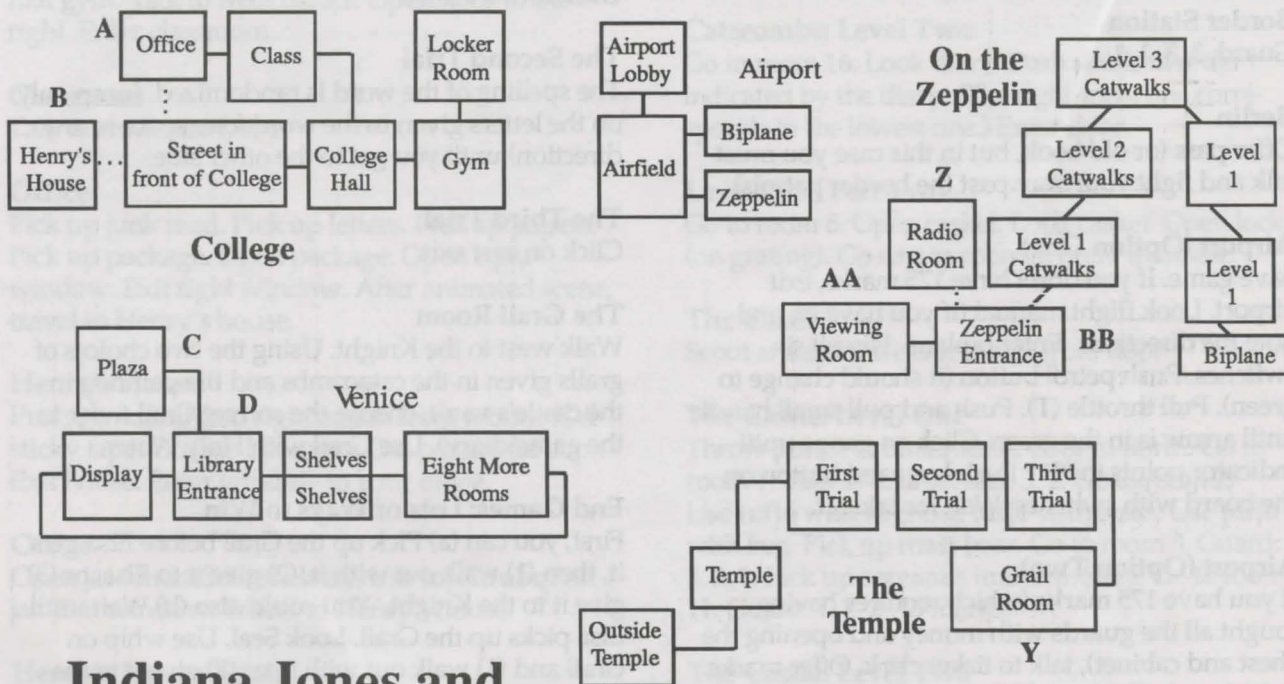 A
Office
Class
Locker
Room
B
Henry's
House
Street in
front of College
College
Hall
Gym
College
Airport
Lobby
Airport
Biplane
Airfield
Zeppelin
On the
Zeppelin
Level 3
Catwalks
Level 2
Catwalks
Level
2
Z
Radio
Room
Level 1
Catwalks
Level
1
AA
Viewing
Room
Zeppelin
Entrance
BB
Biplane
Plaza
C
D
Venice
Display
Library
Entrance
Shelves
Shelves
Eight More
Rooms
First
Trial
Second
Trial
Third
Trial
Temple
The
Temple
Grail
Room
Outside
Temple
Y
Indiana Jones and